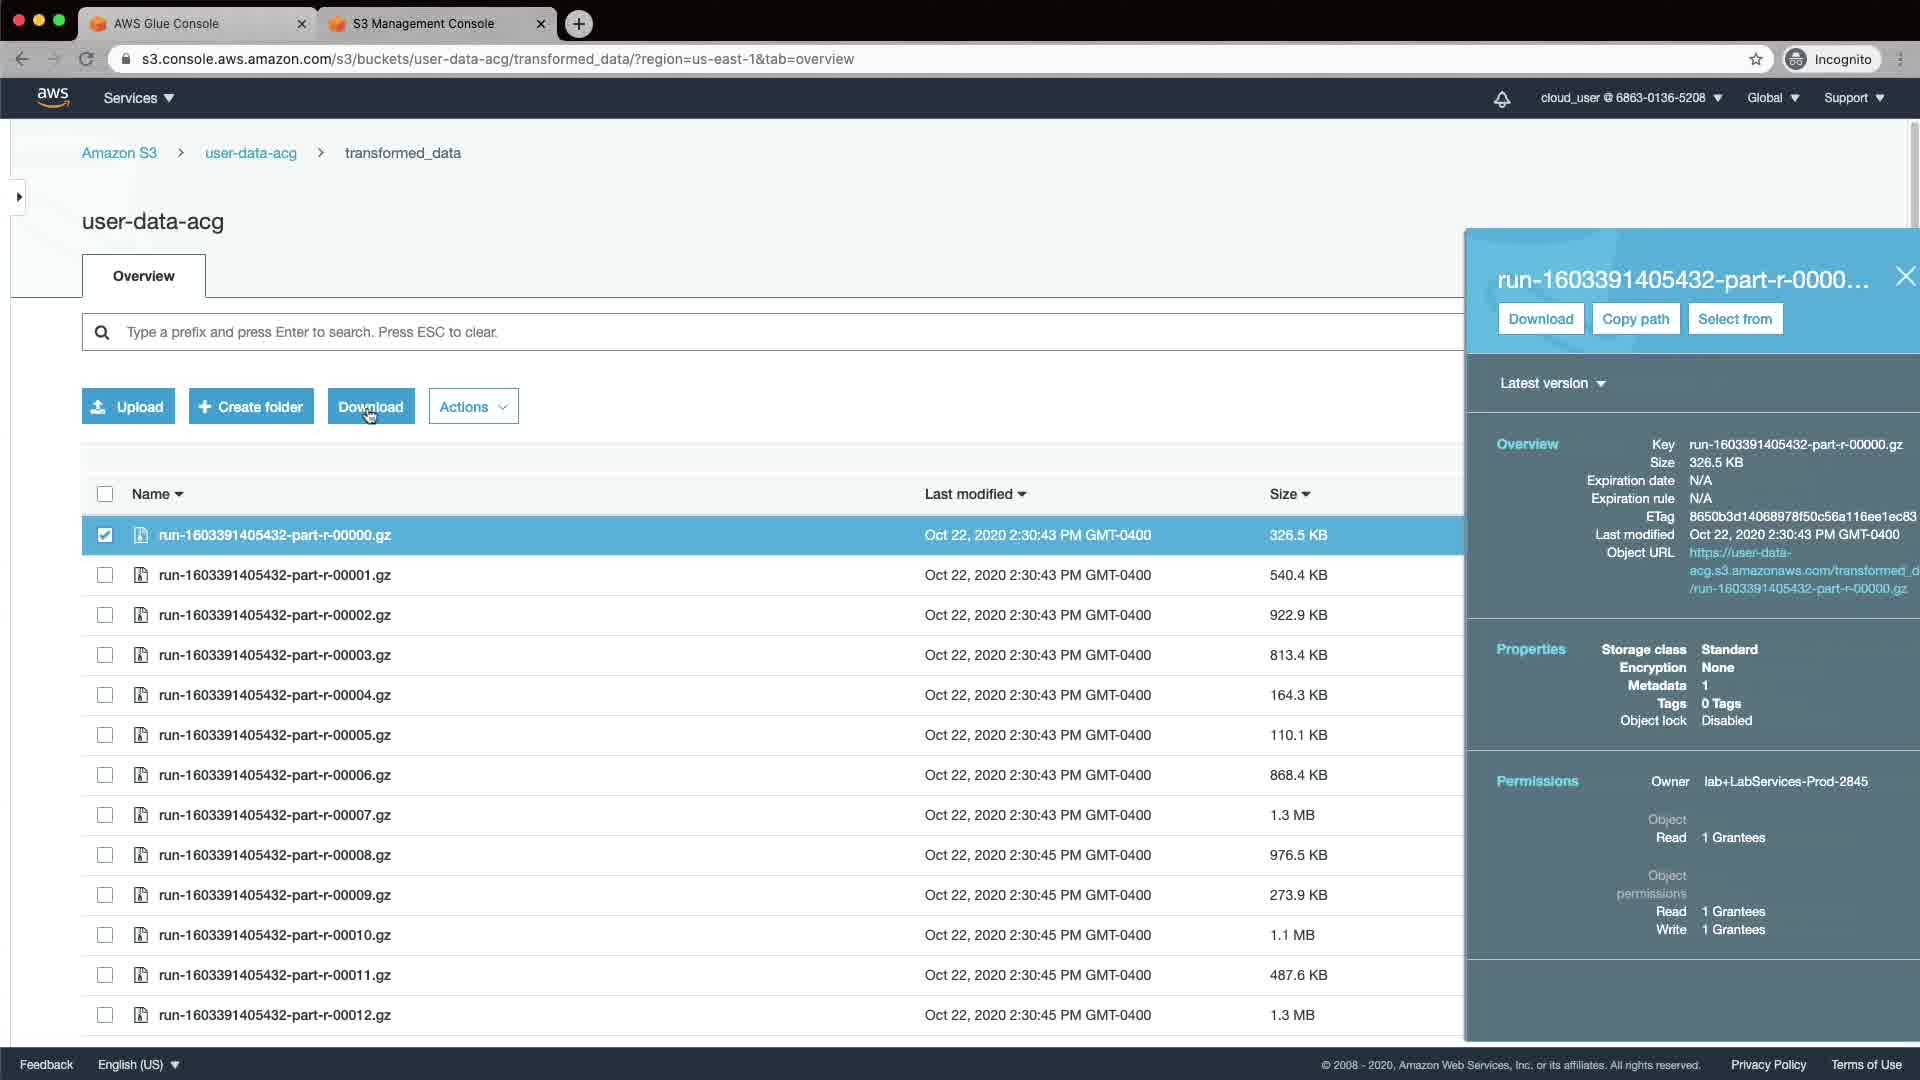 AWS Glue Console
S3 Management Console
s3.console.aws.amazon.com/s3/buckets/user-data-acg/transformed_data/?region=us-east-1&tab=overview
Incognito
aws
Services
cloud_user @ 6863-0136-5208
Global
Support
Amazon S3 > user-data-acg > transformed_data
user-data-acg
Overview
Type a prefix and press Enter to search. Press ESC to clear.
Upload
Create folder
Download
Actions
Name
Last modified
Size
run-1603391405432-part-r-00000.gz Oct 22, 2020 2:30:43 PM GMT-0400 326.5 KB
run-1603391405432-part-r-00001.gz Oct 22, 2020 2:30:43 PM GMT-0400 540.4 KB
run-1603391405432-part-r-00002.gz Oct 22, 2020 2:30:43 PM GMT-0400 922.9 KB
run-1603391405432-part-r-00003.gz Oct 22, 2020 2:30:43 PM GMT-0400 813.4 KB
run-1603391405432-part-r-00004.gz Oct 22, 2020 2:30:43 PM GMT-0400 164.3 KB
run-1603391405432-part-r-00005.gz Oct 22, 2020 2:30:43 PM GMT-0400 110.1 KB
run-1603391405432-part-r-00006.gz Oct 22, 2020 2:30:43 PM GMT-0400 868.4 KB
run-1603391405432-part-r-00007.gz Oct 22, 2020 2:30:43 PM GMT-0400 1.3 MB
run-1603391405432-part-r-00008.gz Oct 22, 2020 2:30:45 PM GMT-0400 976.5 KB
run-1603391405432-part-r-00009.gz Oct 22, 2020 2:30:45 PM GMT-0400 273.9 KB
run-1603391405432-part-r-00010.gz Oct 22, 2020 2:30:45 PM GMT-0400 1.1 MB
run-1603391405432-part-r-00011.gz Oct 22, 2020 2:30:45 PM GMT-0400 487.6 KB
run-1603391405432-part-r-00012.gz Oct 22, 2020 2:30:45 PM GMT-0400 1.3 MB
run-1603391405432-part-r-0000...
Download
Copy path
Select from
Latest version
Overview
Key run-1603391405432-part-r-00000.gz
Size 326.5 KB
Expiration date N/A
Expiration rule N/A
ETag 8650b3d14068978f50c56a116ee1ec83
Last modified Oct 22, 2020 2:30:43 PM GMT-0400
Object URL https://user-data-
acg.s3.amazonaws.com/transformed_d
/run-1603391405432-part-r-00000.gz
Properties
Storage class Standard
Encryption None
Metadata 1
Tags 0 Tags
Object lock Disabled
Permissions
Owner lab+LabServices-Prod-2845
Object
Read 1 Grantees
Object
permissions
Read 1 Grantees
Write 1 Grantees
Feedback
English (US)
© 2008 - 2020, Amazon Web Services, Inc. or its affiliates. All rights reserved.
Privacy Policy
Terms of Use